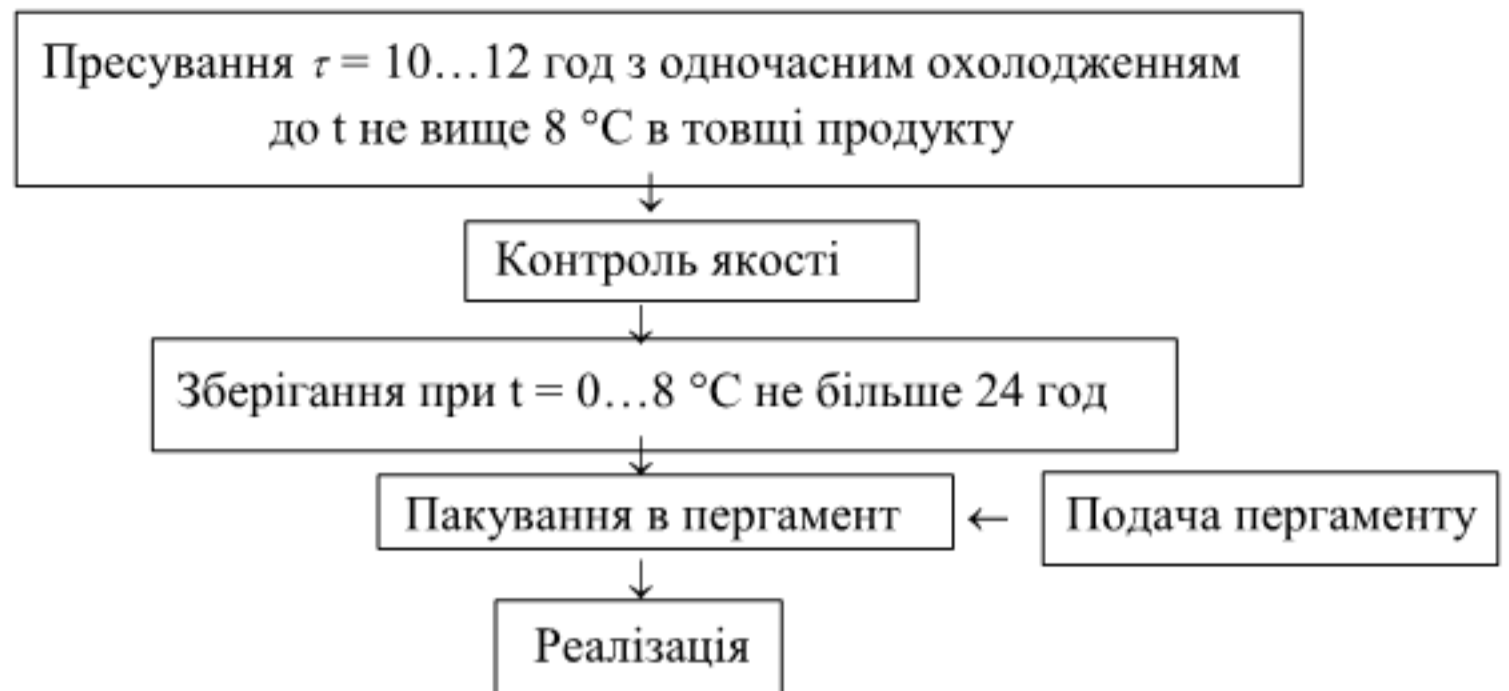 Пресування τ = 10…12 год з одночасним охолодженням
до t не вище 8 °C в товщі продукту
↓
Контроль якості
↓
Зберігання при t = 0…8 °C не більше 24 год
↓
Пакування в пергамент ← Подача пергаменту
↓
Реалізація